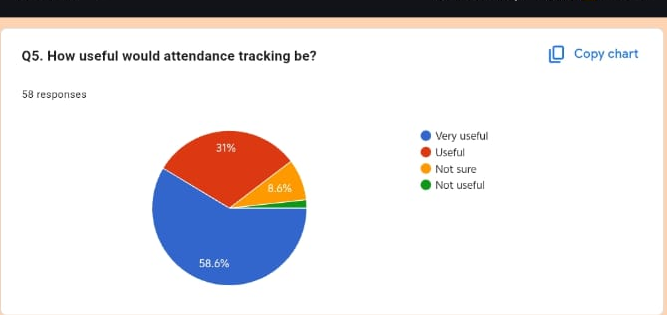 Q5. How useful would attendance tracking be?
Copy chart
58 responses
31%
8.6%
58.6%
Very useful
Useful
Not sure
Not useful